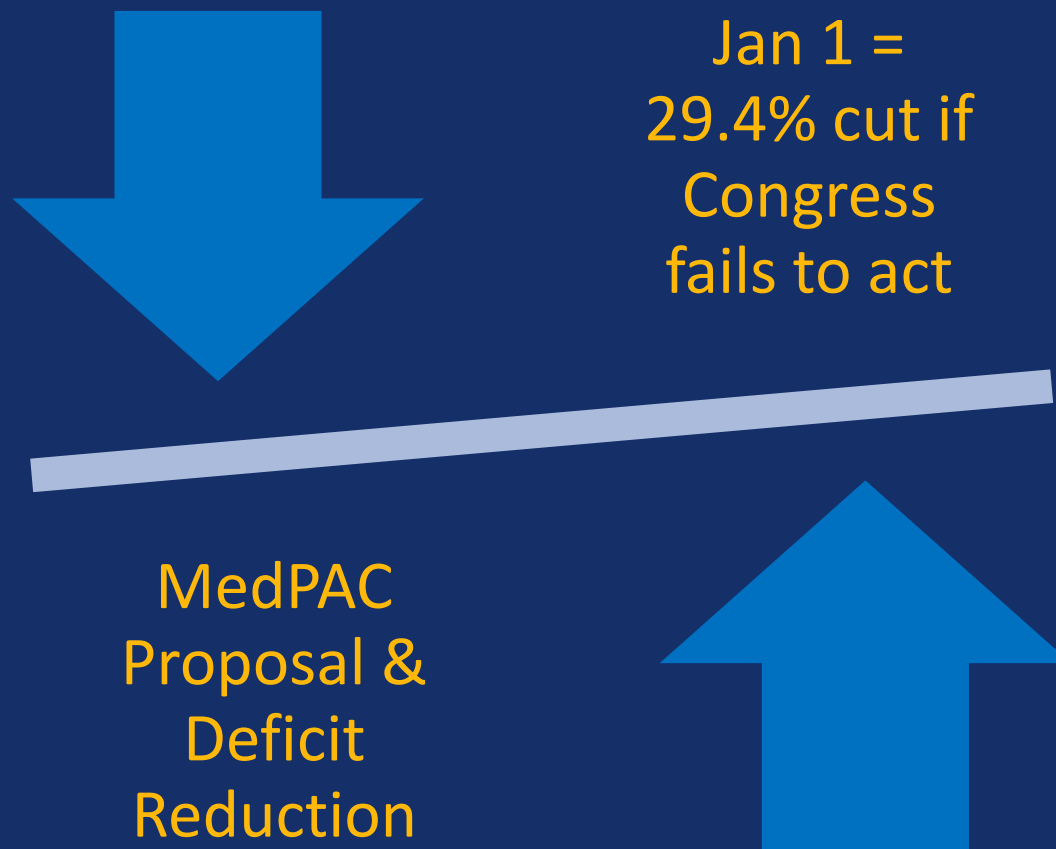 Jan 1 =
29.4% cut if
Congress
fails to act
MedPAC
Proposal &
Deficit
Reduction